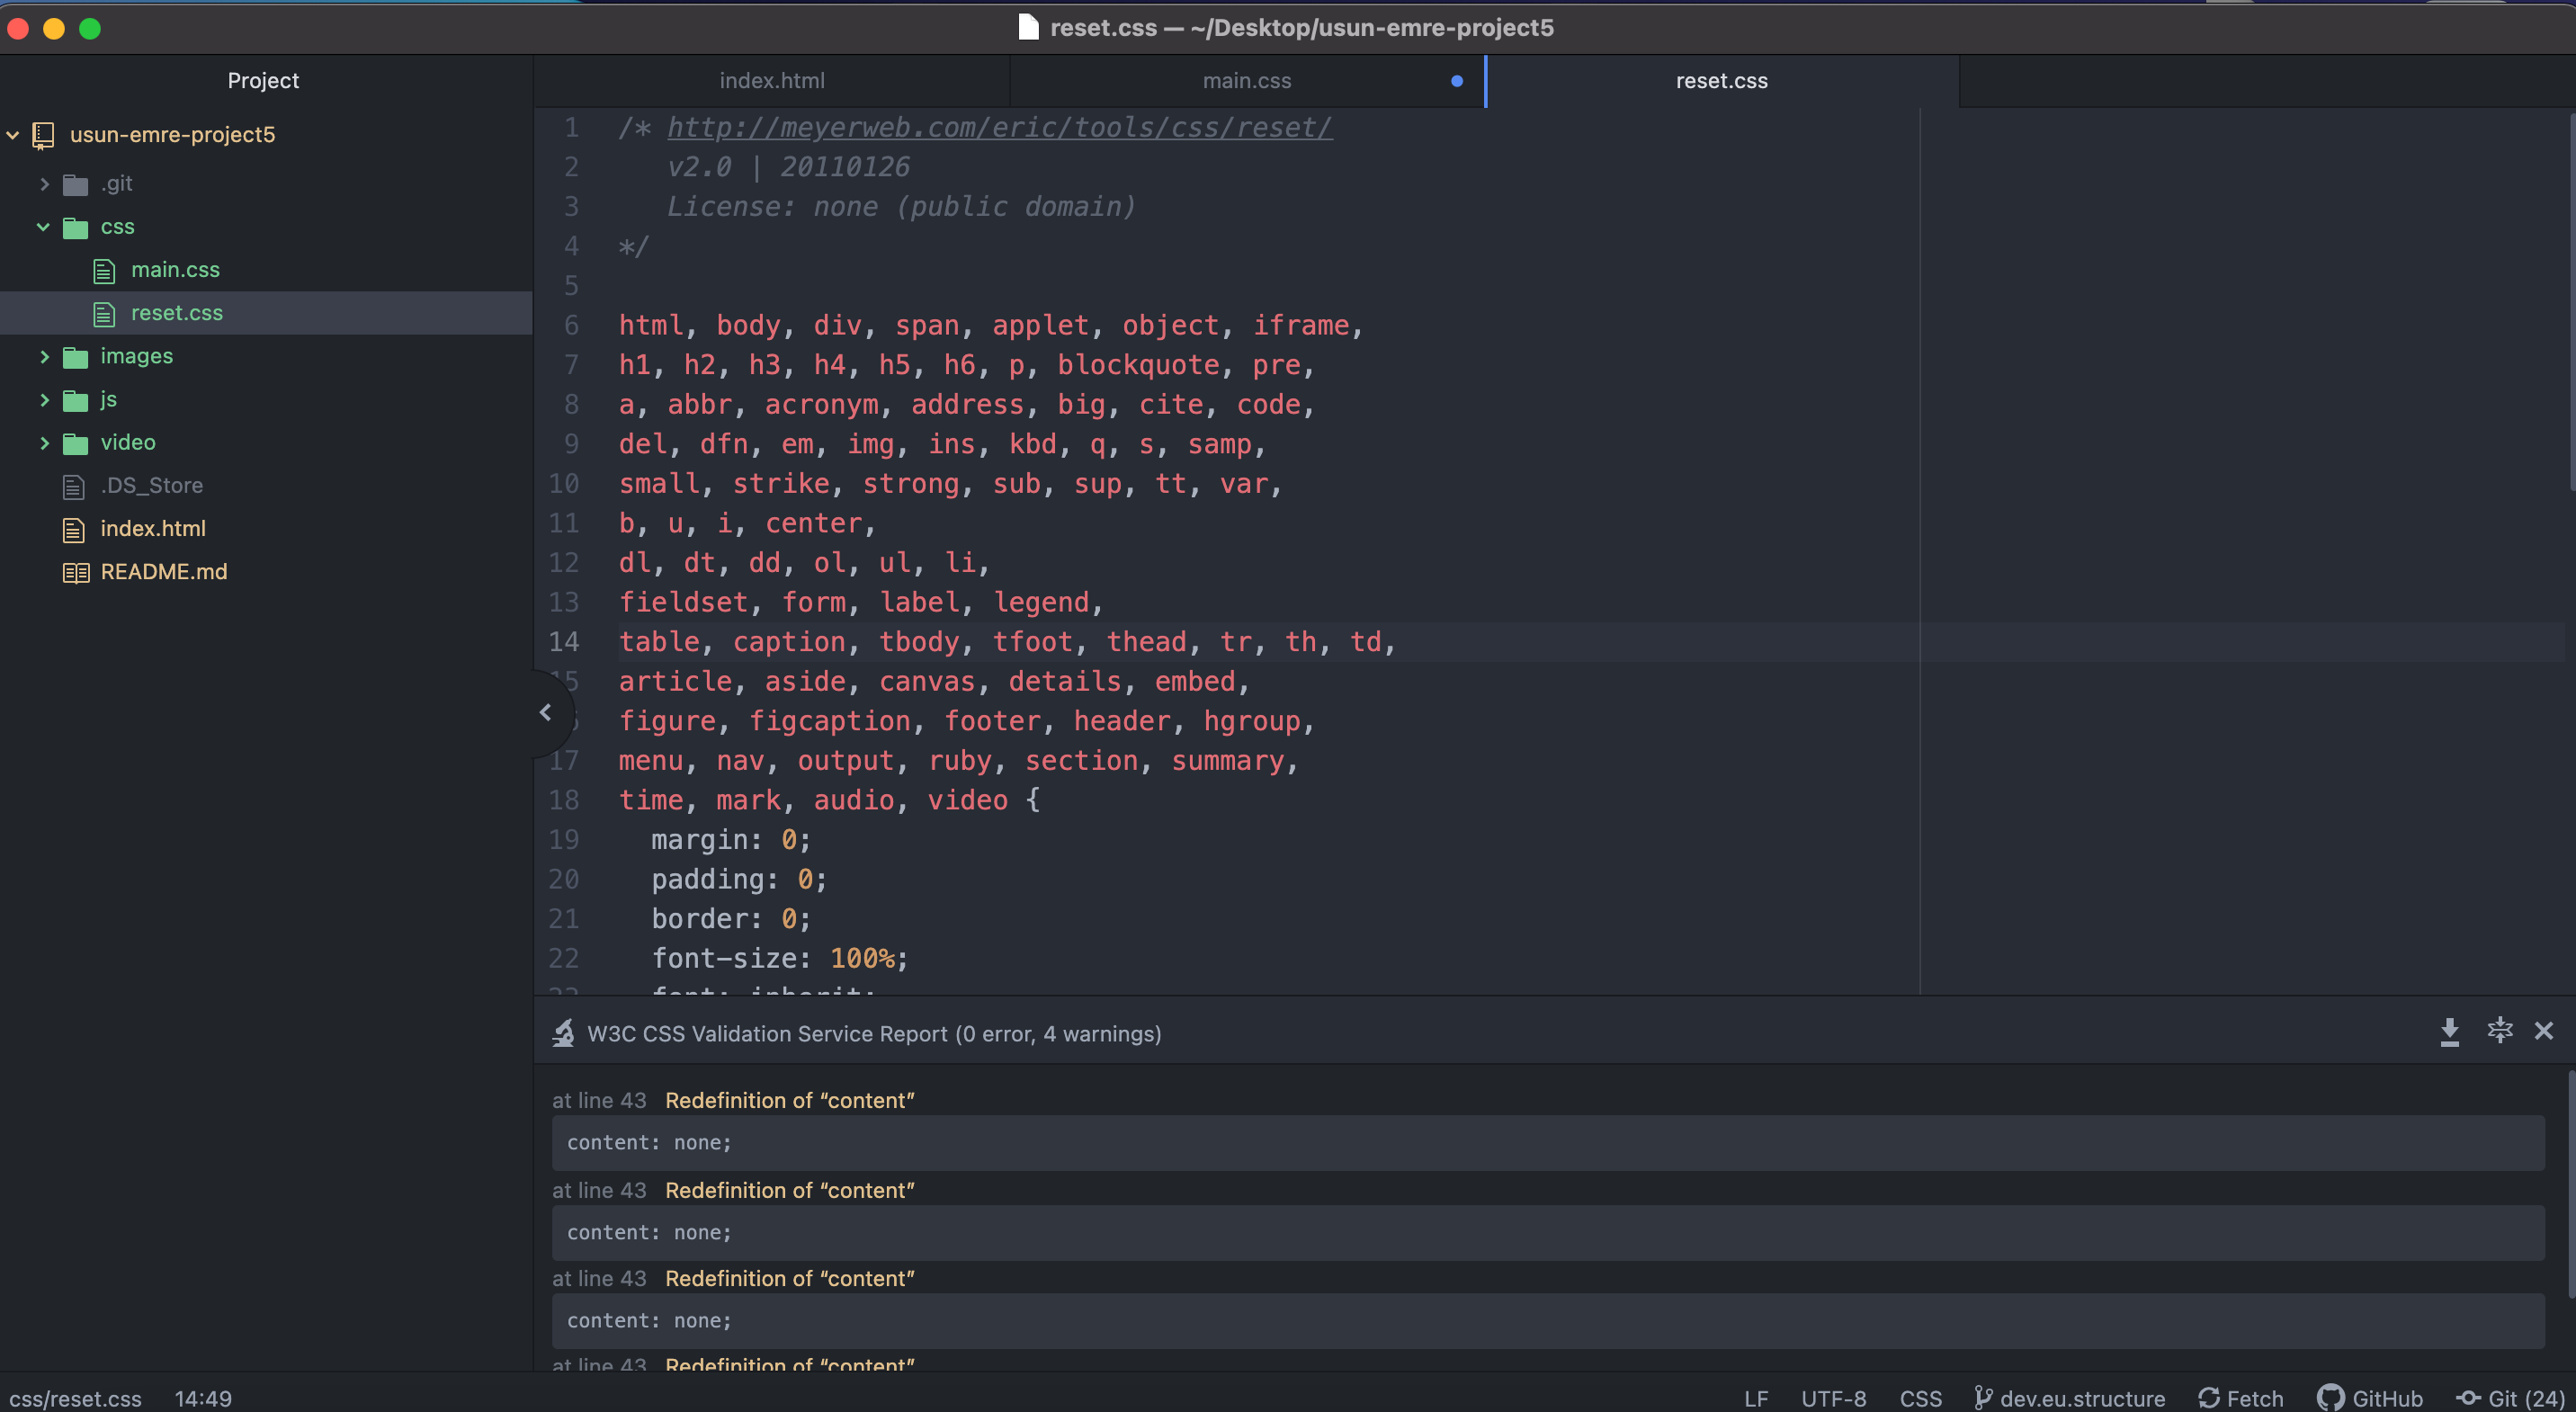 reset.css — ~/Desktop/usun-emre-project5
Project
index.html
main.css
reset.css
usun-emre-project5
.git
css
main.css
reset.css
images
js
video
.DS_Store
index.html
README.md
1 /* http://meyerweb.com/eric/tools/css/reset/
2 v2.0 | 20110126
3 License: none (public domain)
4 */
5
6 html, body, div, span, applet, object, iframe,
7 h1, h2, h3, h4, h5, h6, p, blockquote, pre,
8 a, abbr, acronym, address, big, cite, code,
9 del, dfn, em, img, ins, kbd, q, s, samp,
10 small, strike, strong, sub, sup, tt, var,
11 b, u, i, center,
12 dl, dt, dd, ol, ul, li,
13 fieldset, form, label, legend,
14 table, caption, tbody, tfoot, thead, tr, th, td,
15 article, aside, canvas, details, embed,
figure, figcaption, footer, header, hgroup,
17 menu, nav, output, ruby, section, summary,
18 time, mark, audio, video {
19 margin: 0;
20 padding: 0;
21 border: 0;
22 font-size: 100%;
23 font: inherit;
W3C CSS Validation Service Report (0 error, 4 warnings)
at line 43 Redefinition of “content”
content: none;
at line 43 Redefinition of “content”
content: none;
at line 43 Redefinition of “content”
content: none;
at line 43 Redefinition of “content”
css/reset.css 14:49
LF UTF-8 CSS dev.eu.structure Fetch GitHub Git (24)